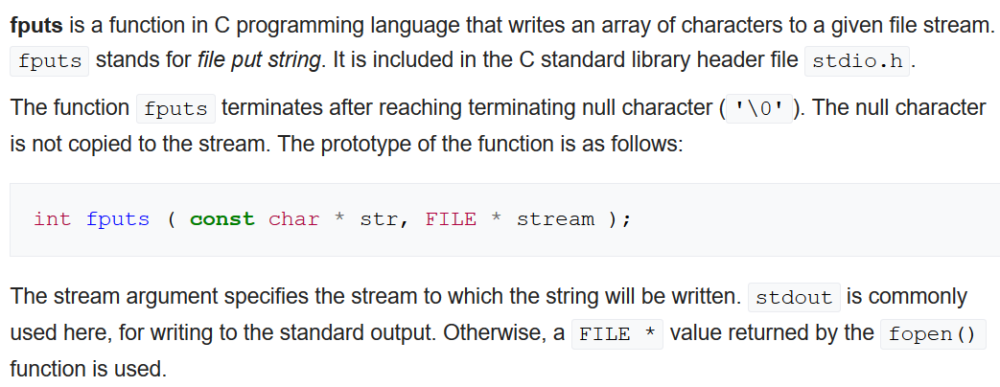 fputs is a function in C programming language that writes an array of characters to a given file stream.
fputs stands for file put string. It is included in the C standard library header file stdio.h.
The function fputs terminates after reaching terminating null character ('\0'). The null character
is not copied to the stream. The prototype of the function is as follows:
int fputs ( const char * str, FILE * stream );
The stream argument specifies the stream to which the string will be written. stdout is commonly
used here, for writing to the standard output. Otherwise, a FILE * value returned by the fopen()
function is used.